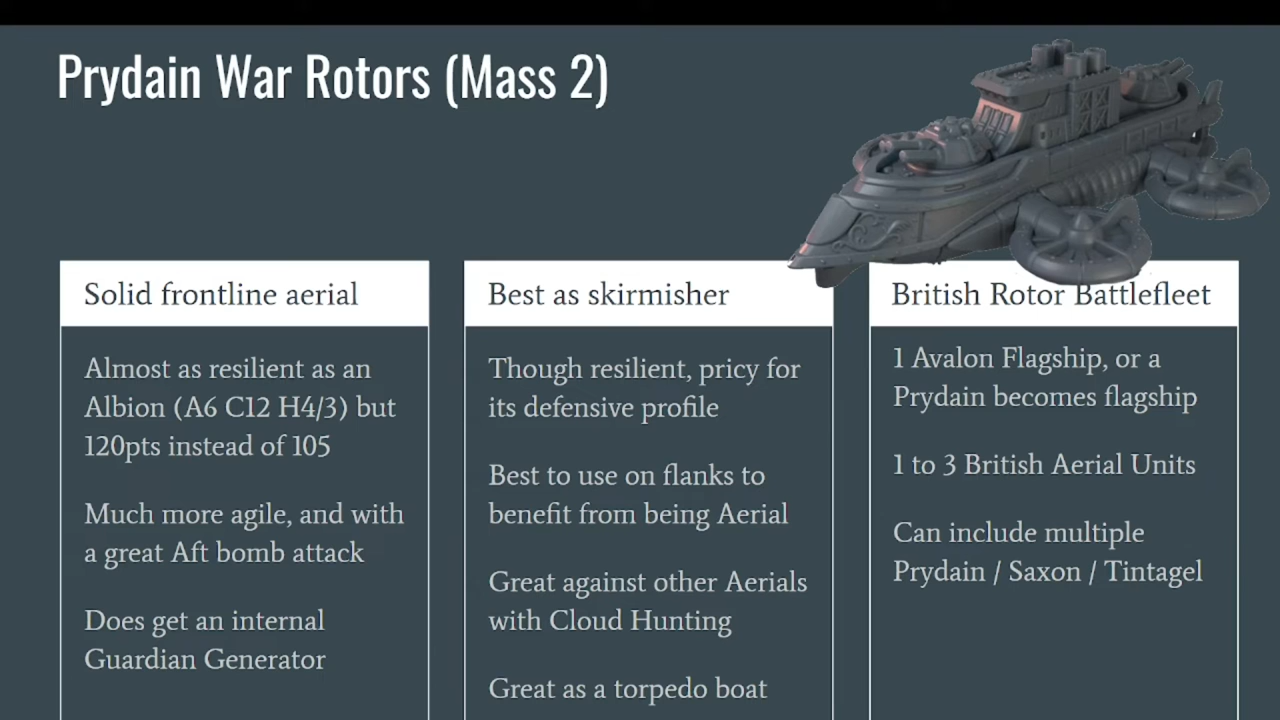 Prydain War Rotors (Mass 2)
Solid frontline aerial
Almost as resilient as an
Albion (A6 C12 H4/3) but
120pts instead of 105
Much more agile, and with
a great Aft bomb attack
Does get an internal
Guardian Generator
Best as skirmisher
Though resilient, pricy for
its defensive profile
Best to use on flanks to
benefit from being Aerial
Great against other Aerials
with Cloud Hunting
Great as a torpedo boat
British Rotor Battlefleet
1 Avalon Flagship, or a
Prydain becomes flagship
1 to 3 British Aerial Units
Can include multiple
Prydain / Saxon / Tintagel